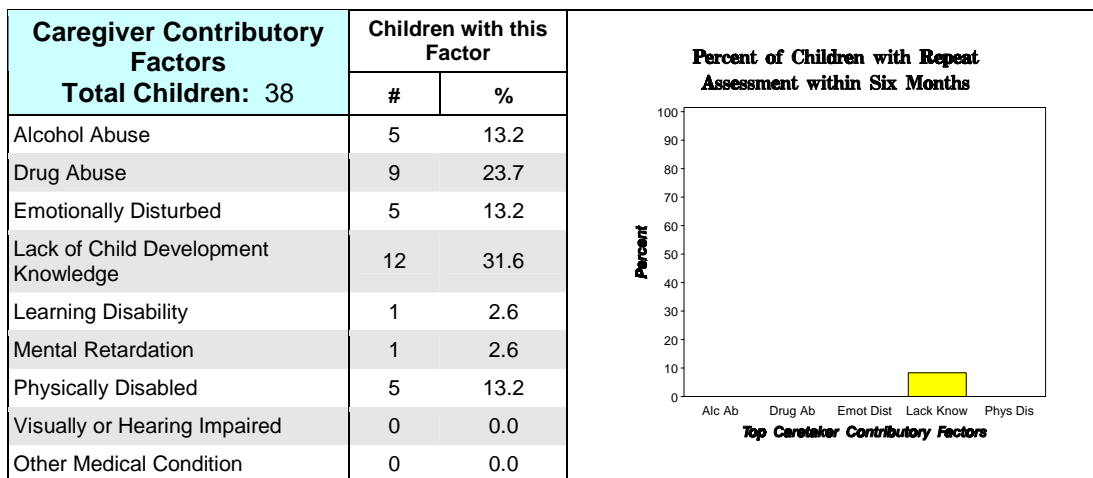 Caregiver Contributory
Factors
Total Children: 38
Children with this
Factor
# %
Alcohol Abuse 5 13.2
Drug Abuse 9 23.7
Emotionally Disturbed 5 13.2
Lack of Child Development
Knowledge 12 31.6
Learning Disability 1 2.6
Mental Retardation 1 2.6
Physically Disabled 5 13.2
Visually or Hearing Impaired 0 0.0
Other Medical Condition 0 0.0
Percent of Children with Repeat
Assessment within Six Months
100
90
80
70
60
50
40
30
20
10
0
Percent
Alc Ab Drug Ab Emot Dist Lack Know Phys Dis
Top Caretaker Contributory Factors